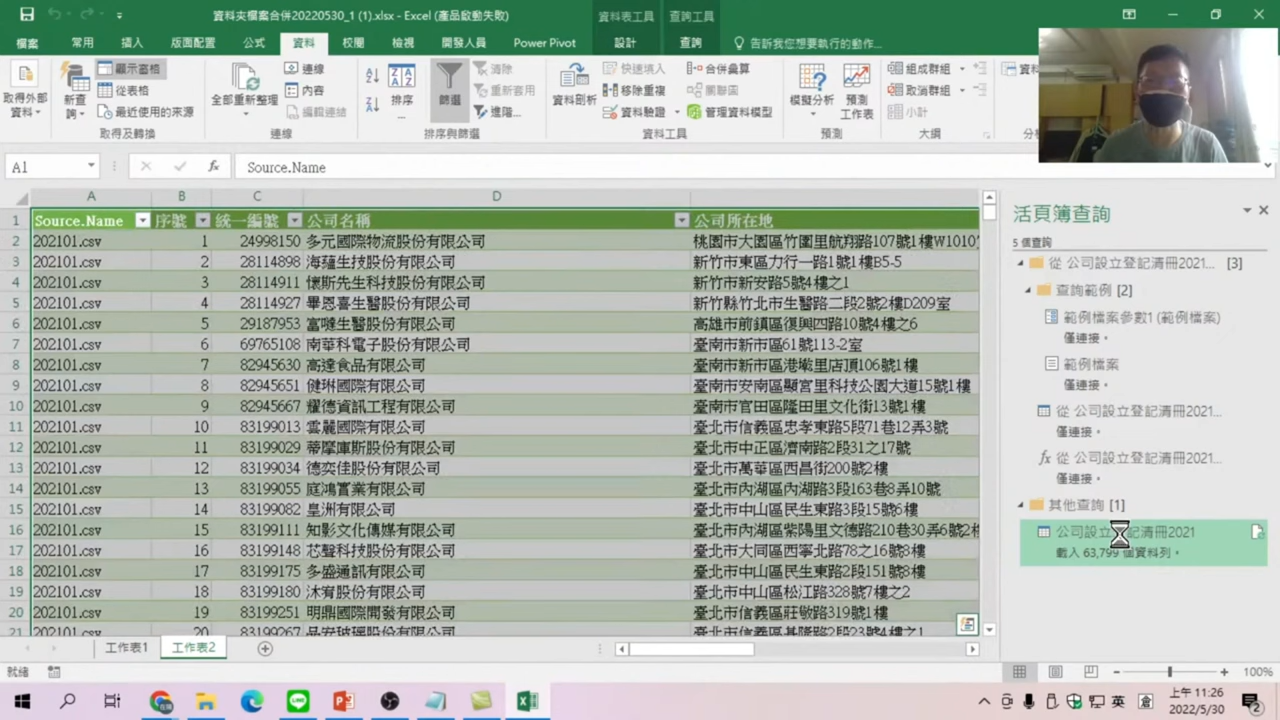 資料夾檔案合併20220530_1 (1).xlsx - Excel (產品啟動失敗)
資料表工具 查詢工具
檔案 常用 插入 版面配置 公式 資料 校閱 檢視 開發人員 Power Pivot 設計 查詢 告訴我您想要執行的動作...
取得外部資料 新查詢 顯示窗格 從表格 最近使用的來源
全部重新整理 連線 內容 編輯連結
排序 篩選 清除 重新套用 進階...
資料剖析 快速填入 移除重複 資料驗證 合併彙算 關聯圖 管理資料模型
模擬分析 預測工作表 組成群組 取消群組 小計
取得及轉換 連線 排序與篩選 資料工具 預測 大綱
A1 fx Source.Name
A B C D
1 Source.Name 序號 統一編號 公司名稱 公司所在地
2 202101.csv 1 24998150 多元國際物流股份有限公司 桃園市大園區竹圍里航翔路107號1樓W1010
3 202101.csv 2 28114898 海蘊生技股份有限公司 新竹市東區力行一路1號1樓B5-5
4 202101.csv 3 28114911 懷斯先生科技股份有限公司 新竹市新安路5號4樓之1
5 202101.csv 4 28114927 畢恩喜生醫股份有限公司 新竹縣竹北市生醫路二段2號2樓D209室
6 202101.csv 5 29187953 富噠生醫股份有限公司 高雄市前鎮區復興四路10號4樓之6
7 202101.csv 6 69765108 南華科電子股份有限公司 臺南市新市區61號113-2室
8 202101.csv 7 82945630 高達食品有限公司 臺南市新市區港墘里店頂106號1樓
9 202101.csv 8 82945651 健琳國際有限公司 臺南市安南區顯宮里科技公園大道15號1樓
10 202101.csv 9 82945667 耀德資訊工程有限公司 臺南市官田區隆田里文化街13號1樓
11 202101.csv 10 83199013 雲麗國際有限公司 臺北市信義區忠孝東路5段71巷12弄3號
12 202101.csv 11 83199029 蒂摩庫斯股份有限公司 臺北市中正區濟南路2段31之17號
13 202101.csv 12 83199034 德奕佳股份有限公司 臺北市萬華區西昌街200號2樓
14 202101.csv 13 83199055 庭鴻實業有限公司 臺北市內湖區內湖路3段163巷8弄10號
15 202101.csv 14 83199082 皇洲有限公司 臺北市中山區民生東路3段15號6樓
16 202101.csv 15 83199111 知影文化傳媒有限公司 臺北市內湖區紫陽里文德路210巷30弄6號2樓
17 202101.csv 16 83199148 芯聲科技有限公司 臺北市大同區西寧北路78之16號8樓
18 202101.csv 17 83199175 多盛通訊有限公司 臺北市中山區民生東路2段151號8樓
19 202101.csv 18 83199180 沐宥股份有限公司 臺北市中山區松江路328號7樓之2
20 202101.csv 19 83199251 明鼎國際開發有限公司 臺北市信義區莊敬路319號1樓
21 202101.csv 20 83199267
活頁簿查詢
5 個查詢
從 公司設立登記清冊2021... [3]
查詢範例 [2]
範例檔案參數1 (範例檔案)
僅連接。
範例檔案
僅連接。
從 公司設立登記清冊2021...
僅連接。
fx 從 公司設立登記清冊2021...
僅連接。
其他查詢 [1]
公司設立登記清冊2021
載入 63,799 個資料列。
工作表1 工作表2
就緒 100%
英 上午 11:26
2022/5/30 2